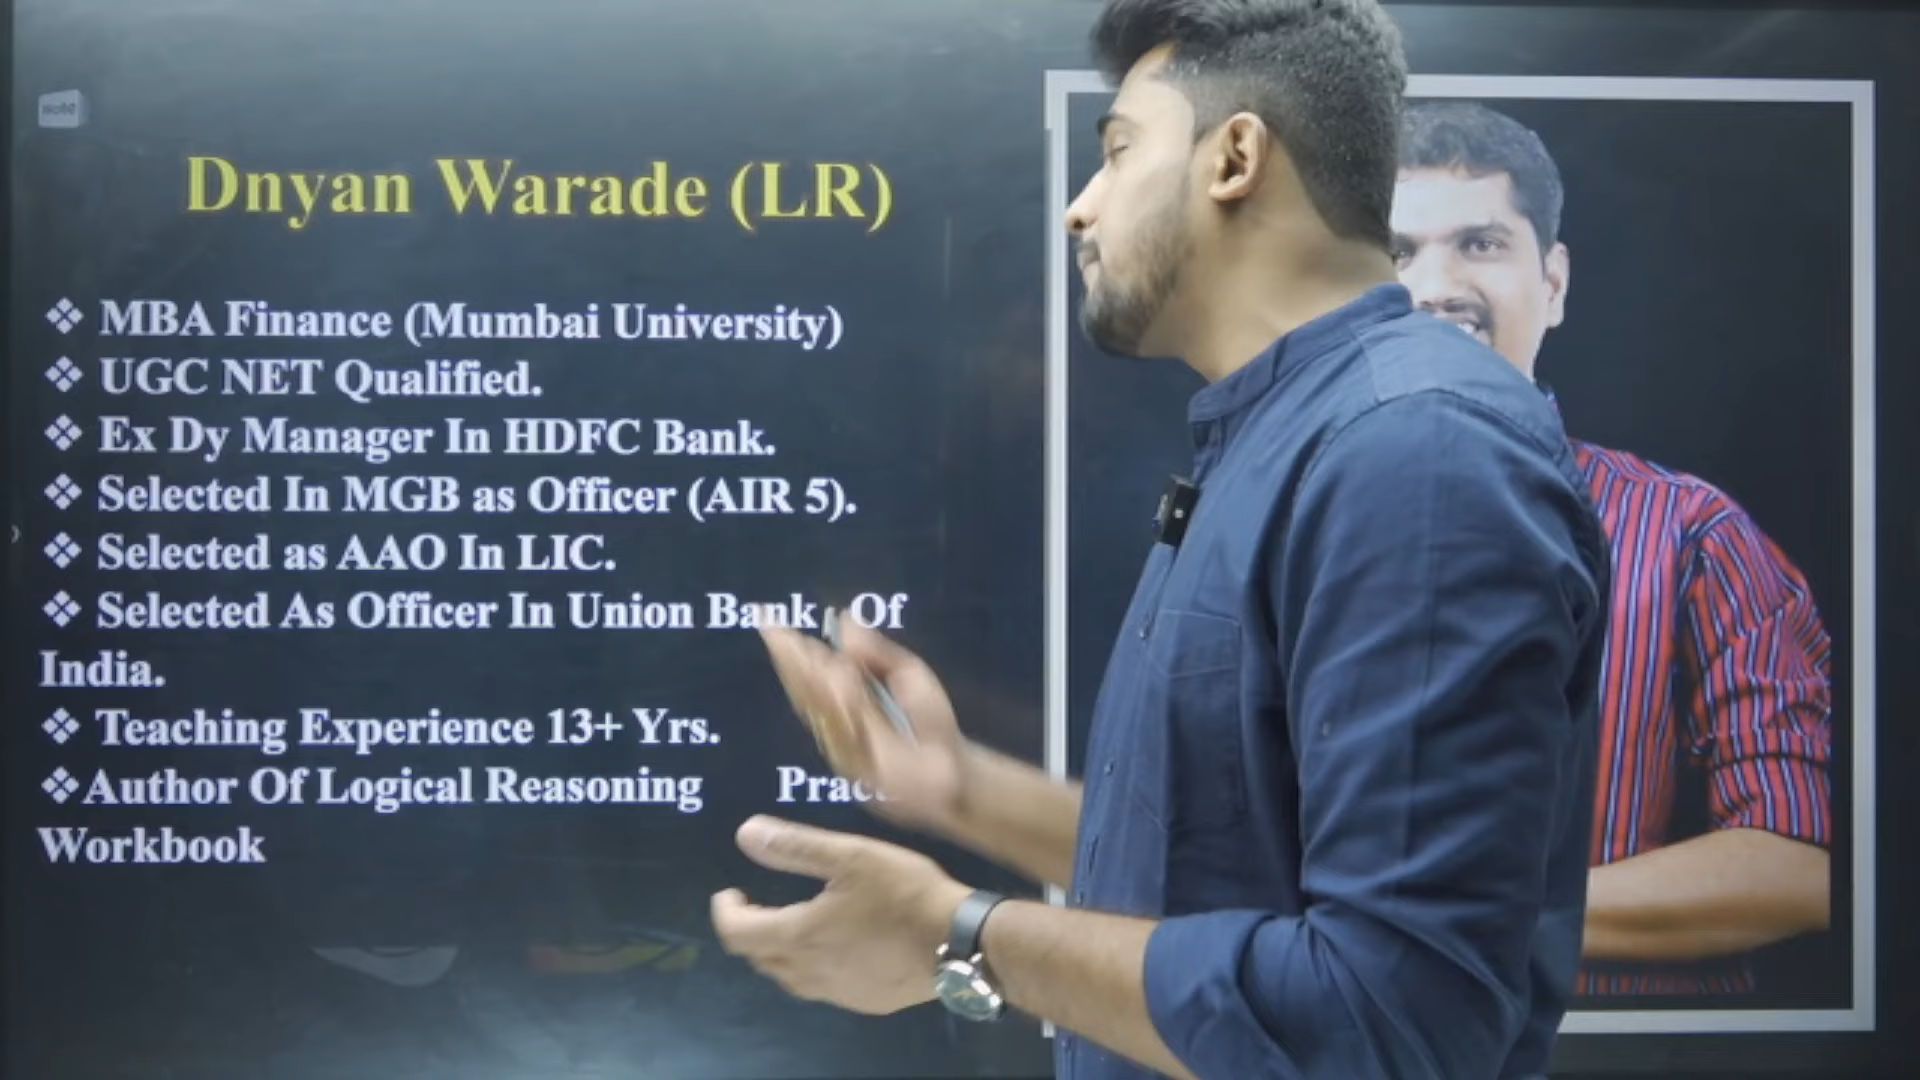 Note
Dnyan Warade (LR)
❖ MBA Finance (Mumbai University)
❖ UGC NET Qualified.
❖ Ex Dy Manager In HDFC Bank.
❖ Selected In MGB as Officer (AIR 5).
❖ Selected as AAO In LIC.
❖ Selected As Officer In Union Bank Of
India.
❖ Teaching Experience 13+ Yrs.
❖Author Of Logical Reasoning
Workbook